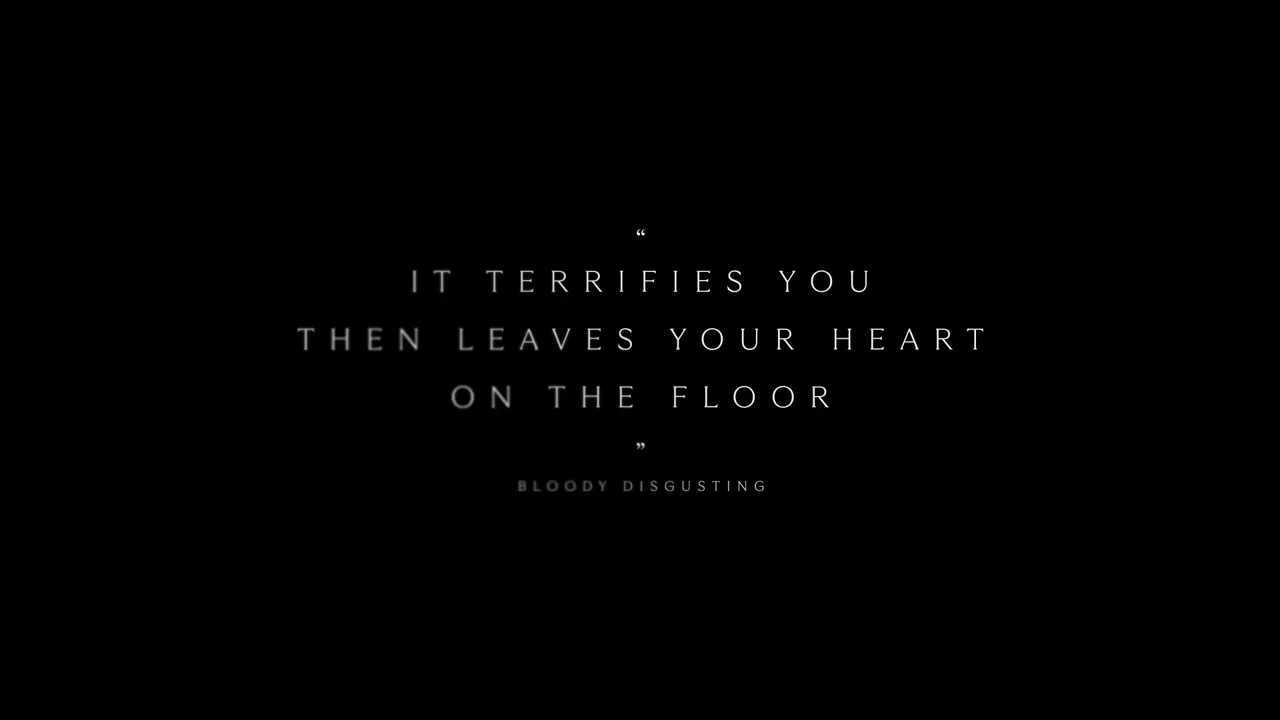 “
IT TERRIFIES YOU
THEN LEAVES YOUR HEART
ON THE FLOOR
”
BLOODY DISGUSTING